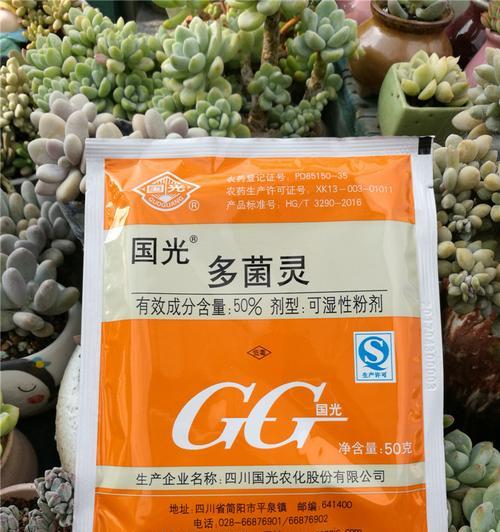 国光
GUOGUANG
®
农药登记证号：PD85150-35
农药生产许可证号：XK13-003-01011
产品标准号：HG/T 3290-2016
国光® 多菌灵
有效成分含量：50% 剂型：可湿性粉剂
低毒
QS
生产许可
GG 国光
净含量：50克
生产企业名称：四川国光农化股份有限公司
地址：四川省简阳市平泉镇 邮编：641400
电话：028—66876901/66876902